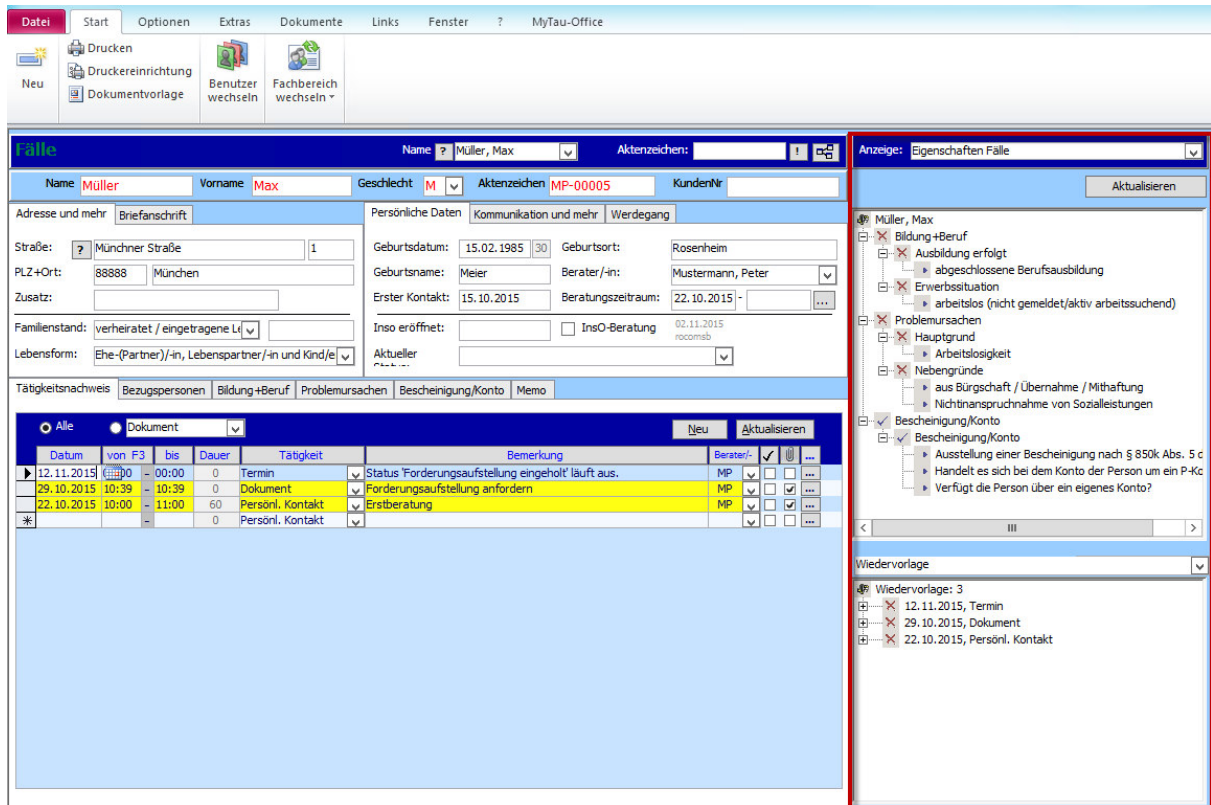 Datei Start Optionen Extras Dokumente Links Fenster ? MyTau-Office
Neu
Drucken
Druckereinrichtung
Dokumentvorlage
Benutzer wechseln
Fachbereich wechseln
Fälle Name ? Müller, Max Aktenzeichen: !
Name Müller Vorname Max Geschlecht M Aktenzeichen MP-00005 KundenNr
Adresse und mehr Briefanschrift
Straße: ? Münchner Straße 1
PLZ+Ort: 88888 München
Zusatz:
Familienstand: verheiratet / eingetragene Le
Lebensform: Ehe-(Partner)/-in, Lebenspartner/-in und Kind/e
Persönliche Daten Kommunikation und mehr Werdegang
Geburtsdatum: 15.02.1985 30 Geburtsort: Rosenheim
Geburtsname: Meier Berater/-in: Mustermann, Peter
Erster Kontakt: 15.10.2015 Beratungszeitraum: 22.10.2015 - ...
Inso eröffnet: InsO-Beratung 02.11.2015
rocomsb
Aktueller
Tätigkeitsnachweis Bezugspersonen Bildung+Beruf Problemursachen Bescheinigung/Konto Memo
Alle Dokument Neu Aktualisieren
Datum von F3 bis Dauer Tätigkeit Bemerkung Berater/- ...
12.11.2015 00 - 00:00 0 Termin Status 'Forderungsaufstellung eingeholt' läuft aus. MP ...
29.10.2015 10:39 - 10:39 0 Dokument Forderungsaufstellung anfordern MP ...
22.10.2015 10:00 - 11:00 60 Persönl. Kontakt Erstberatung MP ...
- 0 Persönl. Kontakt ...
Anzeige: Eigenschaften Fälle
Aktualisieren
Müller, Max
Bildung+Beruf
Ausbildung erfolgt
abgeschlossene Berufsausbildung
Erwerbssituation
arbeitslos (nicht gemeldet/aktiv arbeitssuchend)
Problemursachen
Hauptgrund
Arbeitslosigkeit
Nebengründe
aus Bürgschaft / Übernahme / Mithaftung
Nichtinanspruchnahme von Sozialleistungen
Bescheinigung/Konto
Bescheinigung/Konto
Ausstellung einer Bescheinigung nach § 850k Abs. 5 d
Handelt es sich bei dem Konto der Person um ein P-Ko
Verfügt die Person über ein eigenes Konto?
Wiedervorlage
Wiedervorlage: 3
12.11.2015, Termin
29.10.2015, Dokument
22.10.2015, Persönl. Kontakt